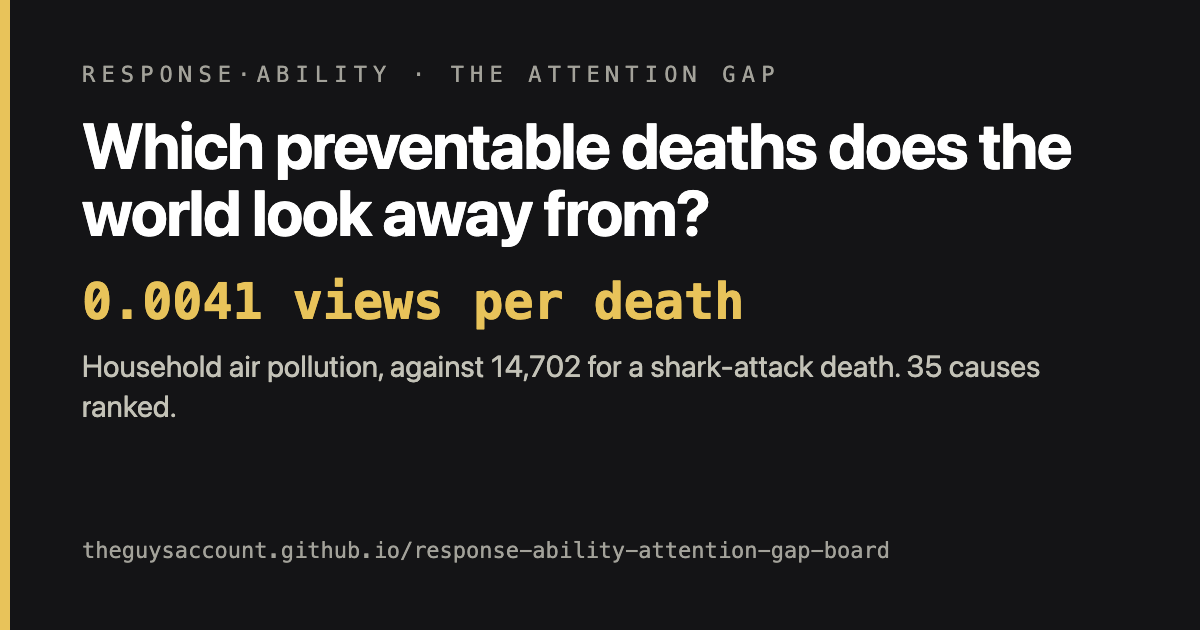 RESPONSE·ABILITY · THE ATTENTION GAP
Which preventable deaths does the
world look away from?
0.0041 views per death
Household air pollution, against 14,702 for a shark-attack death. 35 causes
ranked.
theguysaccount.github.io/response-ability-attention-gap-board